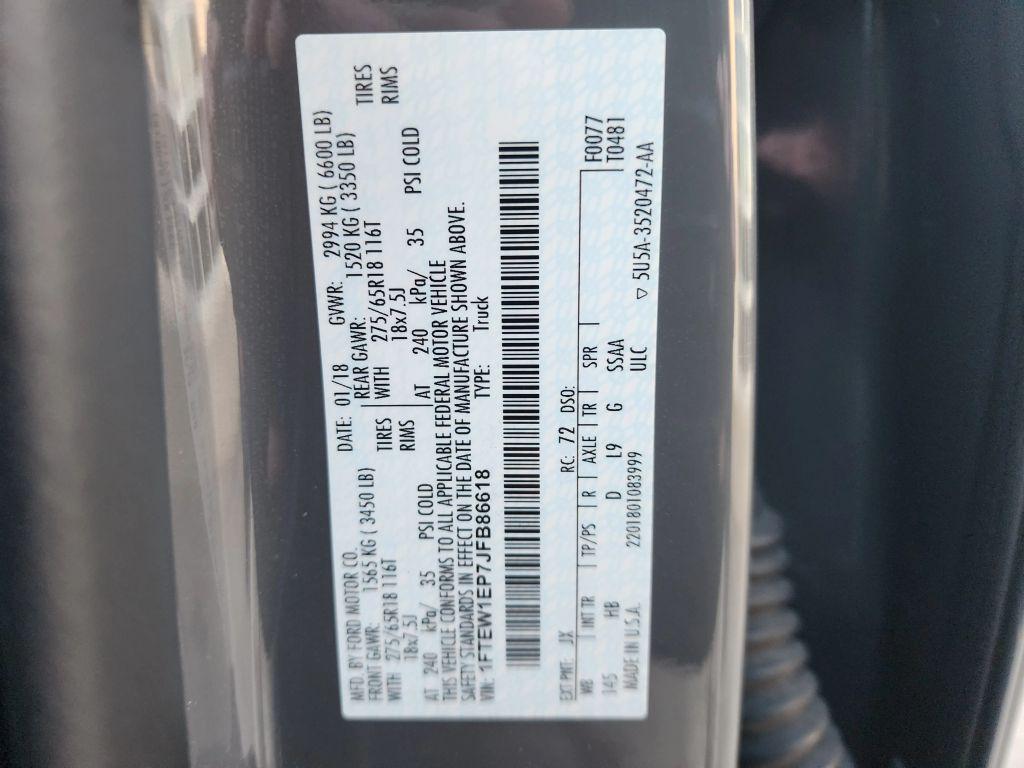 MFD. BY FORD MOTOR CO. DATE: 01/18 GVWR: 2994 KG ( 6600 LB)
FRONT GAWR: 1565 KG ( 3450 LB) REAR GAWR: 1520 KG ( 3350 LB)
WITH 275/65R18 116T TIRES WITH 275/65R18 116T TIRES
18x7.5J RIMS 18x7.5J RIMS
AT 240 kPa/ 35 PSI COLD AT 240 kPa/ 35 PSI COLD
THIS VEHICLE CONFORMS TO ALL APPLICABLE FEDERAL MOTOR VEHICLE
SAFETY STANDARDS IN EFFECT ON THE DATE OF MANUFACTURE SHOWN ABOVE.
VIN: 1FTEW1EP7JFB86618 TYPE: Truck
F0077
EXT PNT: JX RC: 72 DSO: T0481
WB INT TR TP/PS R AXLE TR SPR
145 HB D L9 G SSAA ▽ 5U5A-3520472-AA
MADE IN U.S.A. 2201801083999 ULC